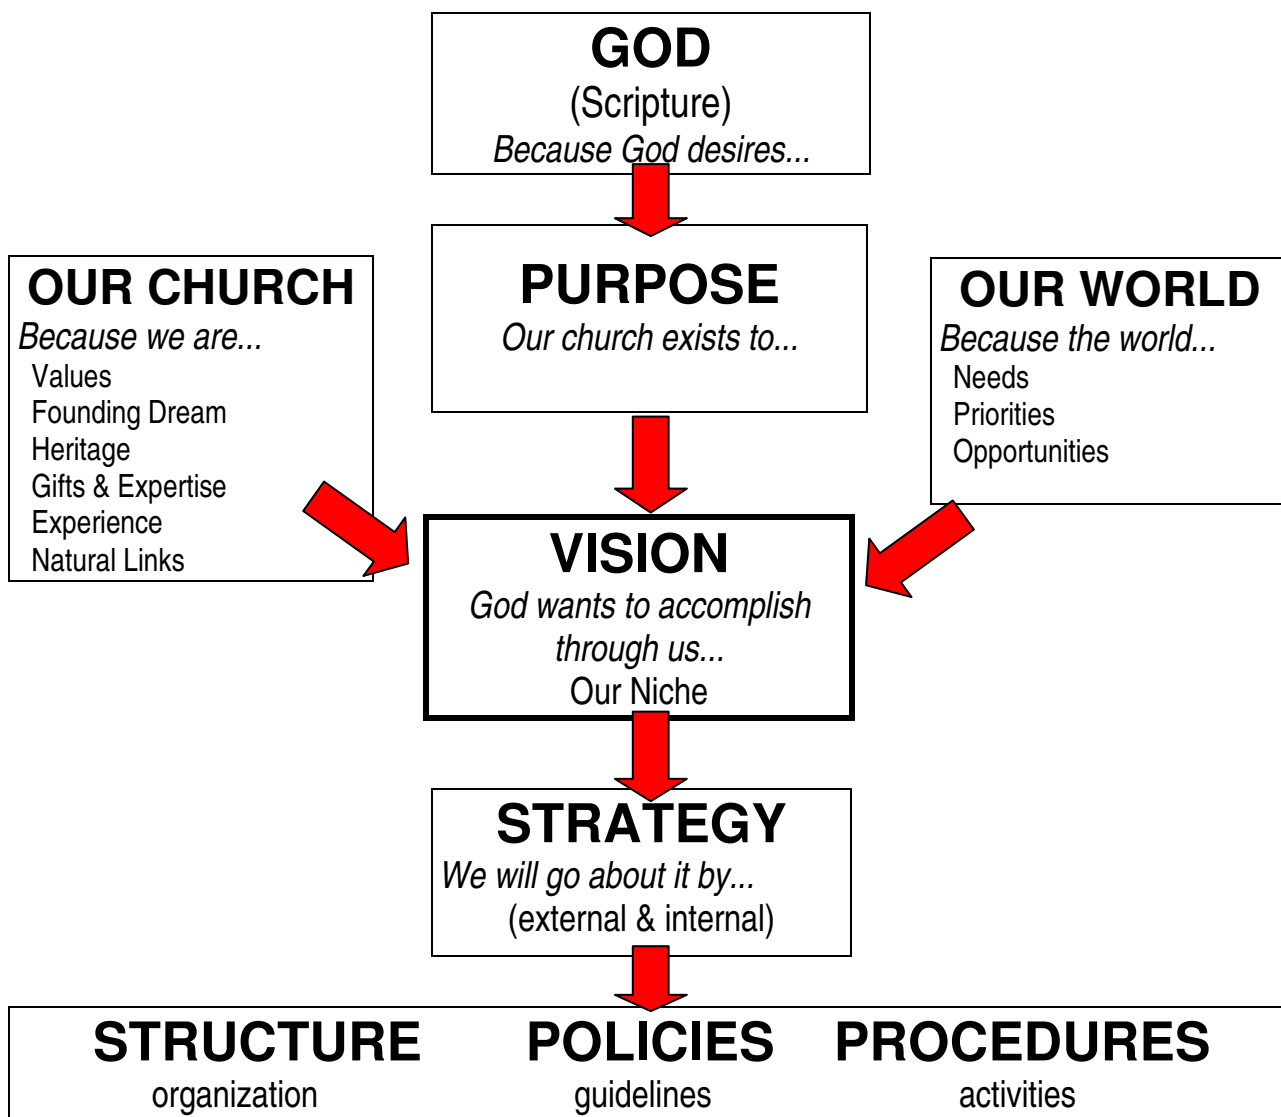 GOD
(Scripture)
Because God desires...
PURPOSE
Our church exists to...
OUR CHURCH
Because we are...
Values
Founding Dream
Heritage
Gifts & Expertise
Experience
Natural Links
OUR WORLD
Because the world...
Needs
Priorities
Opportunities
VISION
God wants to accomplish
through us...
Our Niche
STRATEGY
We will go about it by...
(external & internal)
STRUCTURE POLICIES PROCEDURES
organization guidelines activities